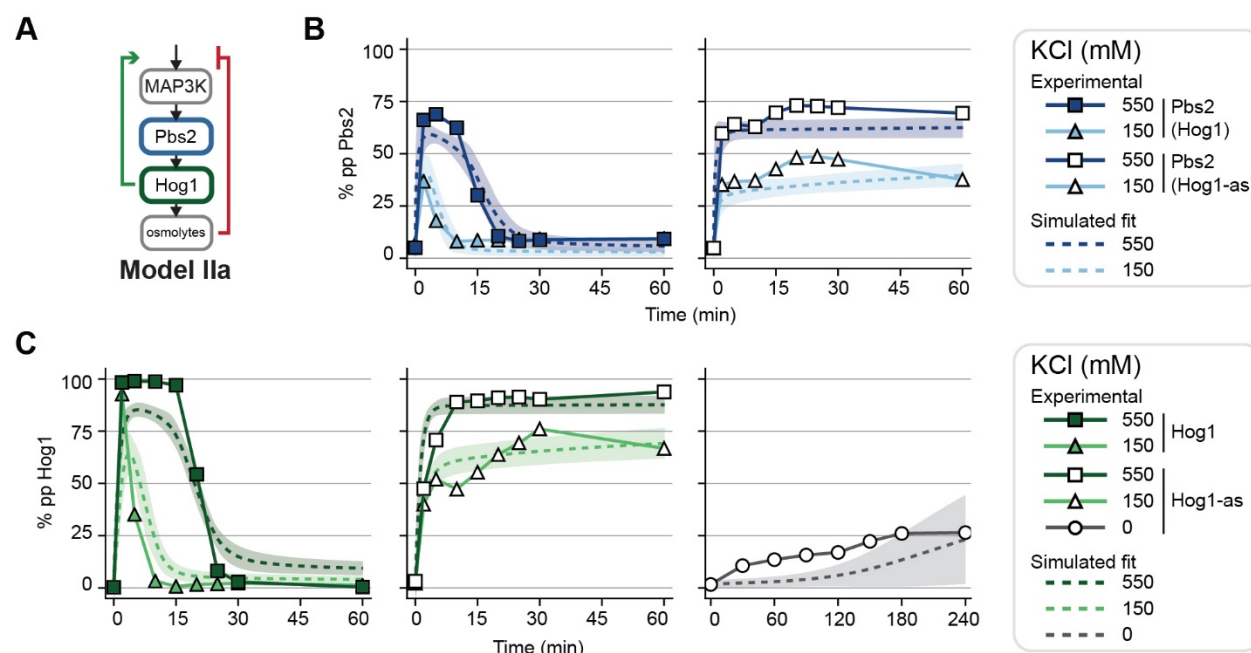 A
MAP3K
Pbs2
Hog1
osmolytes
Model IIa
B
% pp Pbs2
100
75
50
25
0
0 15 30 45 60
0 15 30 45 60
Time (min)
KCl (mM)
Experimental
550 Pbs2
150 (Hog1)
550 Pbs2
150 (Hog1-as
Simulated fit
550
150
C
% pp Hog1
100
75
50
25
0
0 15 30 45 60
0 15 30 45 60
0 60 120 180 240
Time (min)
KCl (mM)
Experimental
550 Hog1
150
550 Hog1-as
150
0
Simulated fit
550
150
0